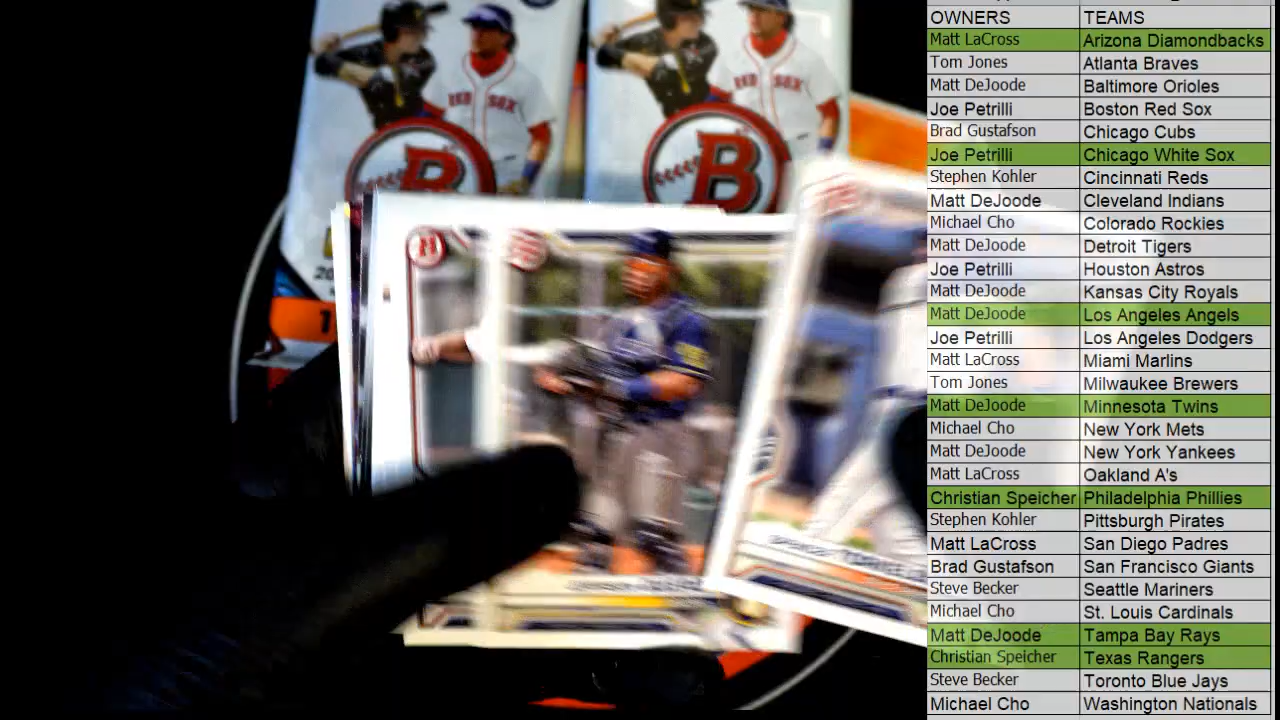 OWNERS TEAMS
Matt LaCross Arizona Diamondbacks
Tom Jones Atlanta Braves
Matt DeJoode Baltimore Orioles
Joe Petrilli Boston Red Sox
Brad Gustafson Chicago Cubs
Joe Petrilli Chicago White Sox
Stephen Kohler Cincinnati Reds
Matt DeJoode Cleveland Indians
Michael Cho Colorado Rockies
Matt DeJoode Detroit Tigers
Joe Petrilli Houston Astros
Matt DeJoode Kansas City Royals
Matt DeJoode Los Angeles Angels
Joe Petrilli Los Angeles Dodgers
Matt LaCross Miami Marlins
Tom Jones Milwaukee Brewers
Matt DeJoode Minnesota Twins
Michael Cho New York Mets
Matt DeJoode New York Yankees
Matt LaCross Oakland A's
Christian Speicher Philadelphia Phillies
Stephen Kohler Pittsburgh Pirates
Matt LaCross San Diego Padres
Brad Gustafson San Francisco Giants
Steve Becker Seattle Mariners
Michael Cho St. Louis Cardinals
Matt DeJoode Tampa Bay Rays
Christian Speicher Texas Rangers
Steve Becker Toronto Blue Jays
Michael Cho Washington Nationals
RED SOX
RED SOX
B
B
20